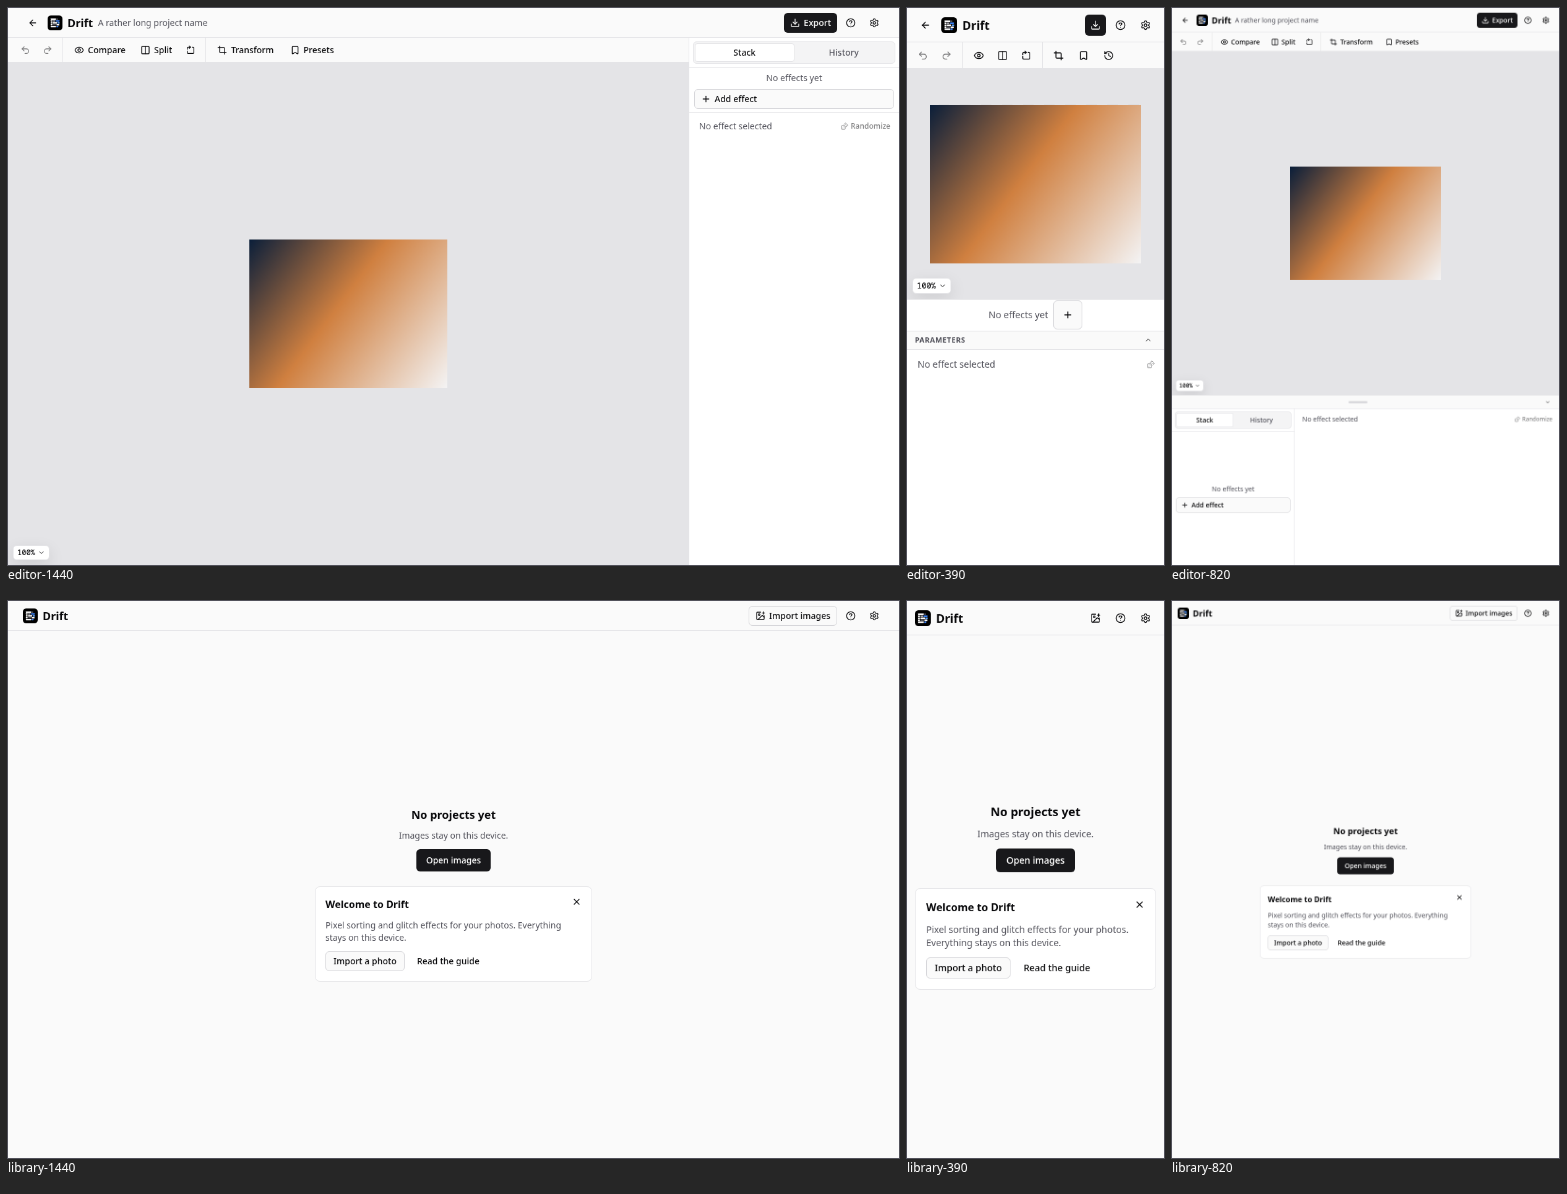 Drift A rather long project name
Export
Compare Split Transform Presets
Stack History
No effects yet
Add effect
No effect selected Randomize
100%
editor-1440
Drift
100%
No effects yet
PARAMETERS
No effect selected
editor-390
Drift A rather long project name
Export
Compare Split Transform Presets
100%
Stack History
No effect selected Randomize
No effects yet
Add effect
editor-820
Drift
Import images
No projects yet
Images stay on this device.
Open images
Welcome to Drift
Pixel sorting and glitch effects for your photos. Everything
stays on this device.
Import a photo Read the guide
library-1440
Drift
No projects yet
Images stay on this device.
Open images
Welcome to Drift
Pixel sorting and glitch effects for your photos.
Everything stays on this device.
Import a photo Read the guide
library-390
Drift
Import images
No projects yet
Images stay on this device.
Open images
Welcome to Drift
Pixel sorting and glitch effects for your photos. Everything
stays on this device.
Import a photo Read the guide
library-820